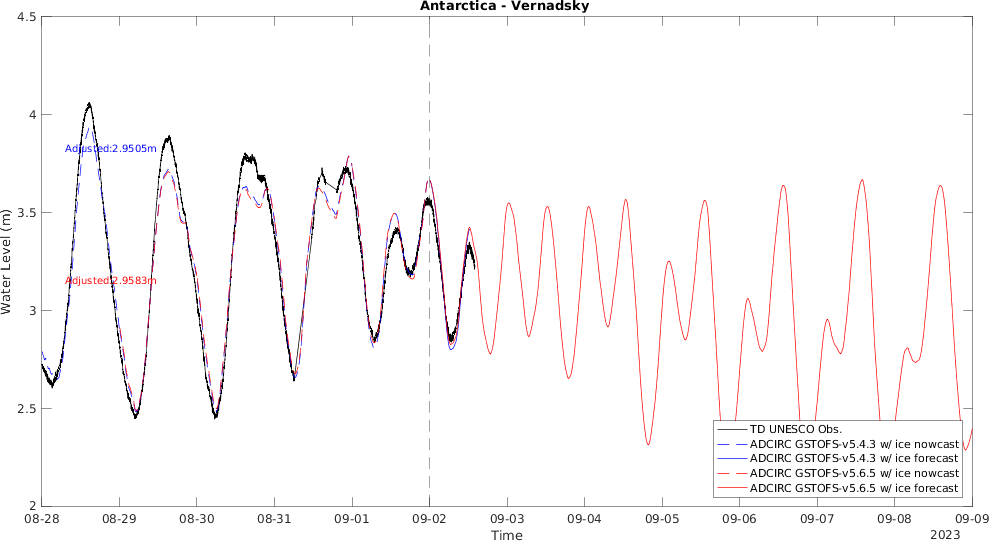 Antarctica - Vernadsky
4.5
4
3.5
3
2.5
2
Water Level (m)
Adjusted:2.9505m
Adjusted:2.9583m
TD UNESCO Obs.
ADCIRC GSTOFS-v5.4.3 w/ ice nowcast
ADCIRC GSTOFS-v5.4.3 w/ ice forecast
ADCIRC GSTOFS-v5.6.5 w/ ice nowcast
ADCIRC GSTOFS-v5.6.5 w/ ice forecast
08-28 08-29 08-30 08-31 09-01 09-02 09-03 09-04 09-05 09-06 09-07 09-08 09-09
Time
2023